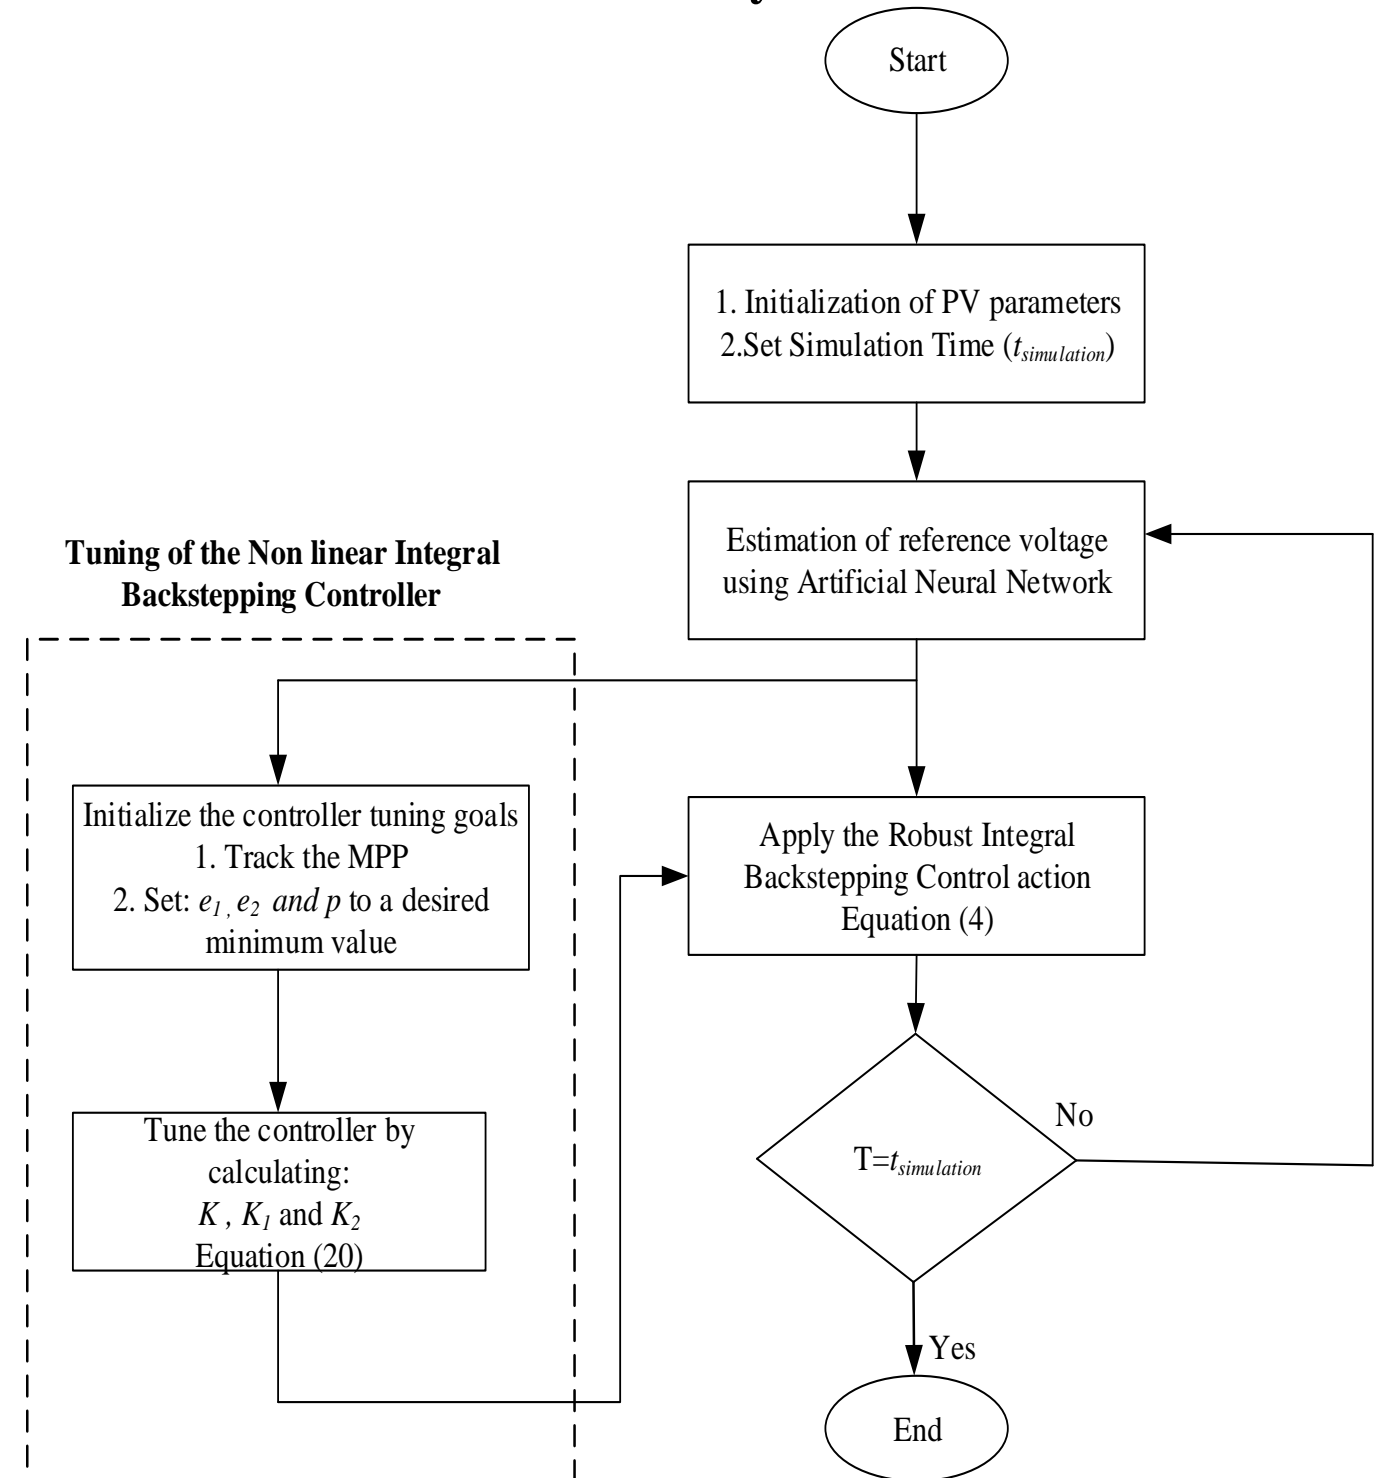 Start
1. Initialization of PV parameters
2.Set Simulation Time (t_simulation)
Estimation of reference voltage
using Artificial Neural Network
Tuning of the Non linear Integral
Backstepping Controller
Initialize the controller tuning goals
1. Track the MPP
2. Set: e1 , e2 and p to a desired
minimum value
Apply the Robust Integral
Backstepping Control action
Equation (4)
Tune the controller by
calculating:
K , K1 and K2
Equation (20)
No
T=t_simulation
Yes
End